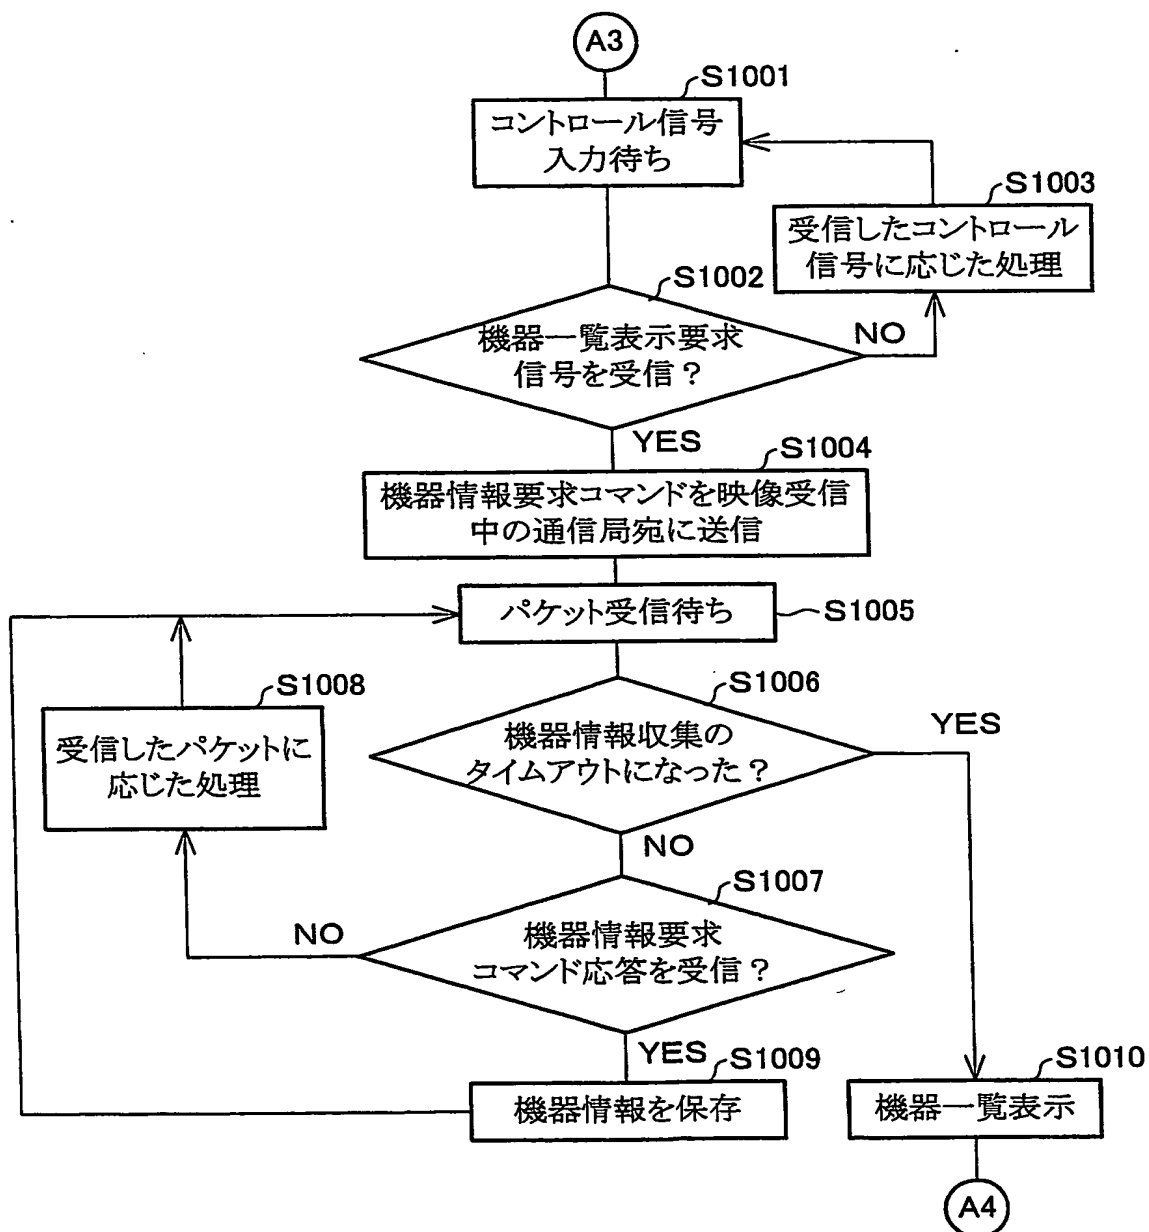 A3
S1001
コントロール信号
入力待ち
S1003
受信したコントロール
信号に応じた処理
S1002
機器一覧表示要求
信号を受信？
NO
YES
S1004
機器情報要求コマンドを映像受信
中の通信局宛に送信
パケット受信待ち
S1005
S1006
機器情報収集の
タイムアウトになった？
YES
S1008
受信したパケットに
応じた処理
NO
S1007
機器情報要求
コマンド応答を受信？
NO
YES
S1009
機器情報を保存
S1010
機器一覧表示
A4